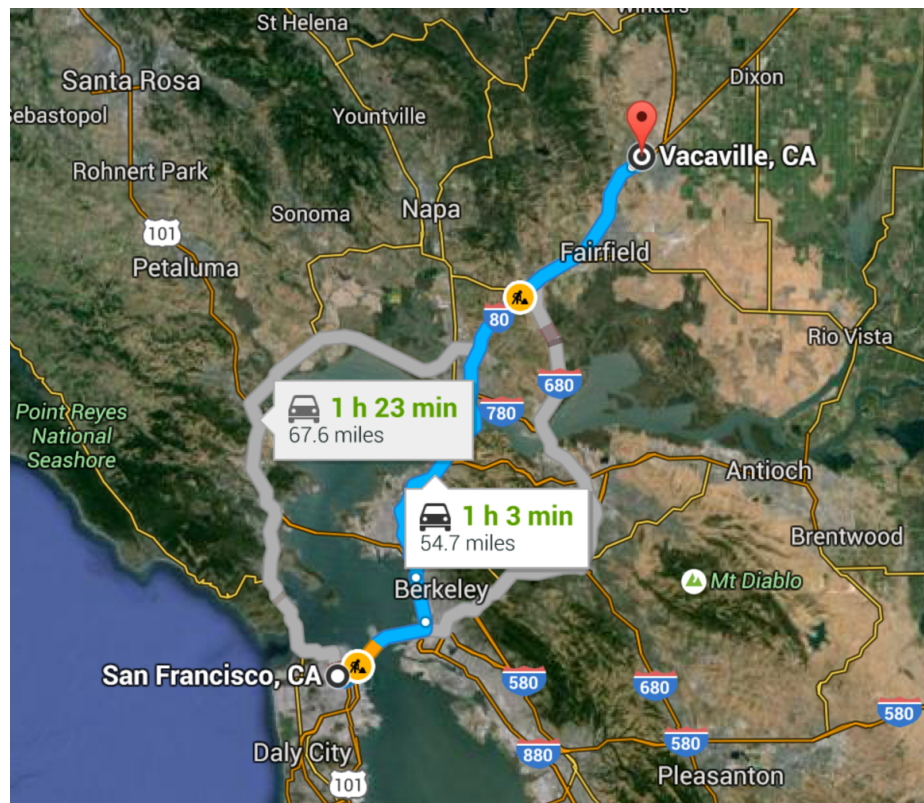 Winters
St Helena
Dixon
Santa Rosa
Sebastopol
Yountville
Vacaville, CA
Rohnert Park
Napa
Sonoma
101
Petaluma
Fairfield
80
Rio Vista
680
1 h 23 min
67.6 miles
780
Point Reyes
National
Seashore
Antioch
1 h 3 min
54.7 miles
Brentwood
Berkeley
Mt Diablo
San Francisco, CA
580
680
580
Daly City
880
580
101
Pleasanton